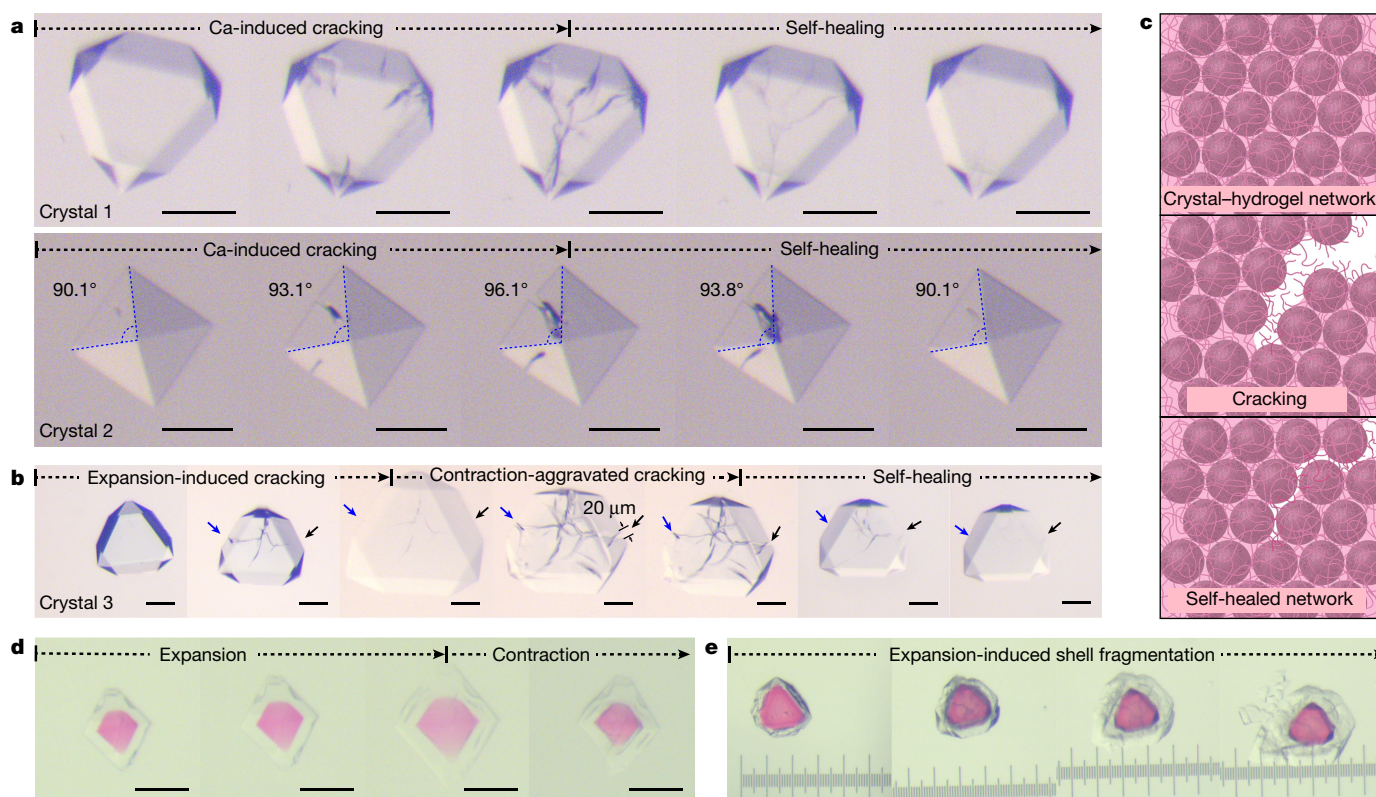 a
Ca-induced cracking
Self-healing
Crystal 1
Ca-induced cracking
Self-healing
90.1°
93.1°
96.1°
93.8°
90.1°
Crystal 2
b
Expansion-induced cracking
Contraction-aggravated cracking
Self-healing
20 μm
Crystal 3
c
Crystal–hydrogel network
Cracking
Self-healed network
d
Expansion
Contraction
e
Expansion-induced shell fragmentation